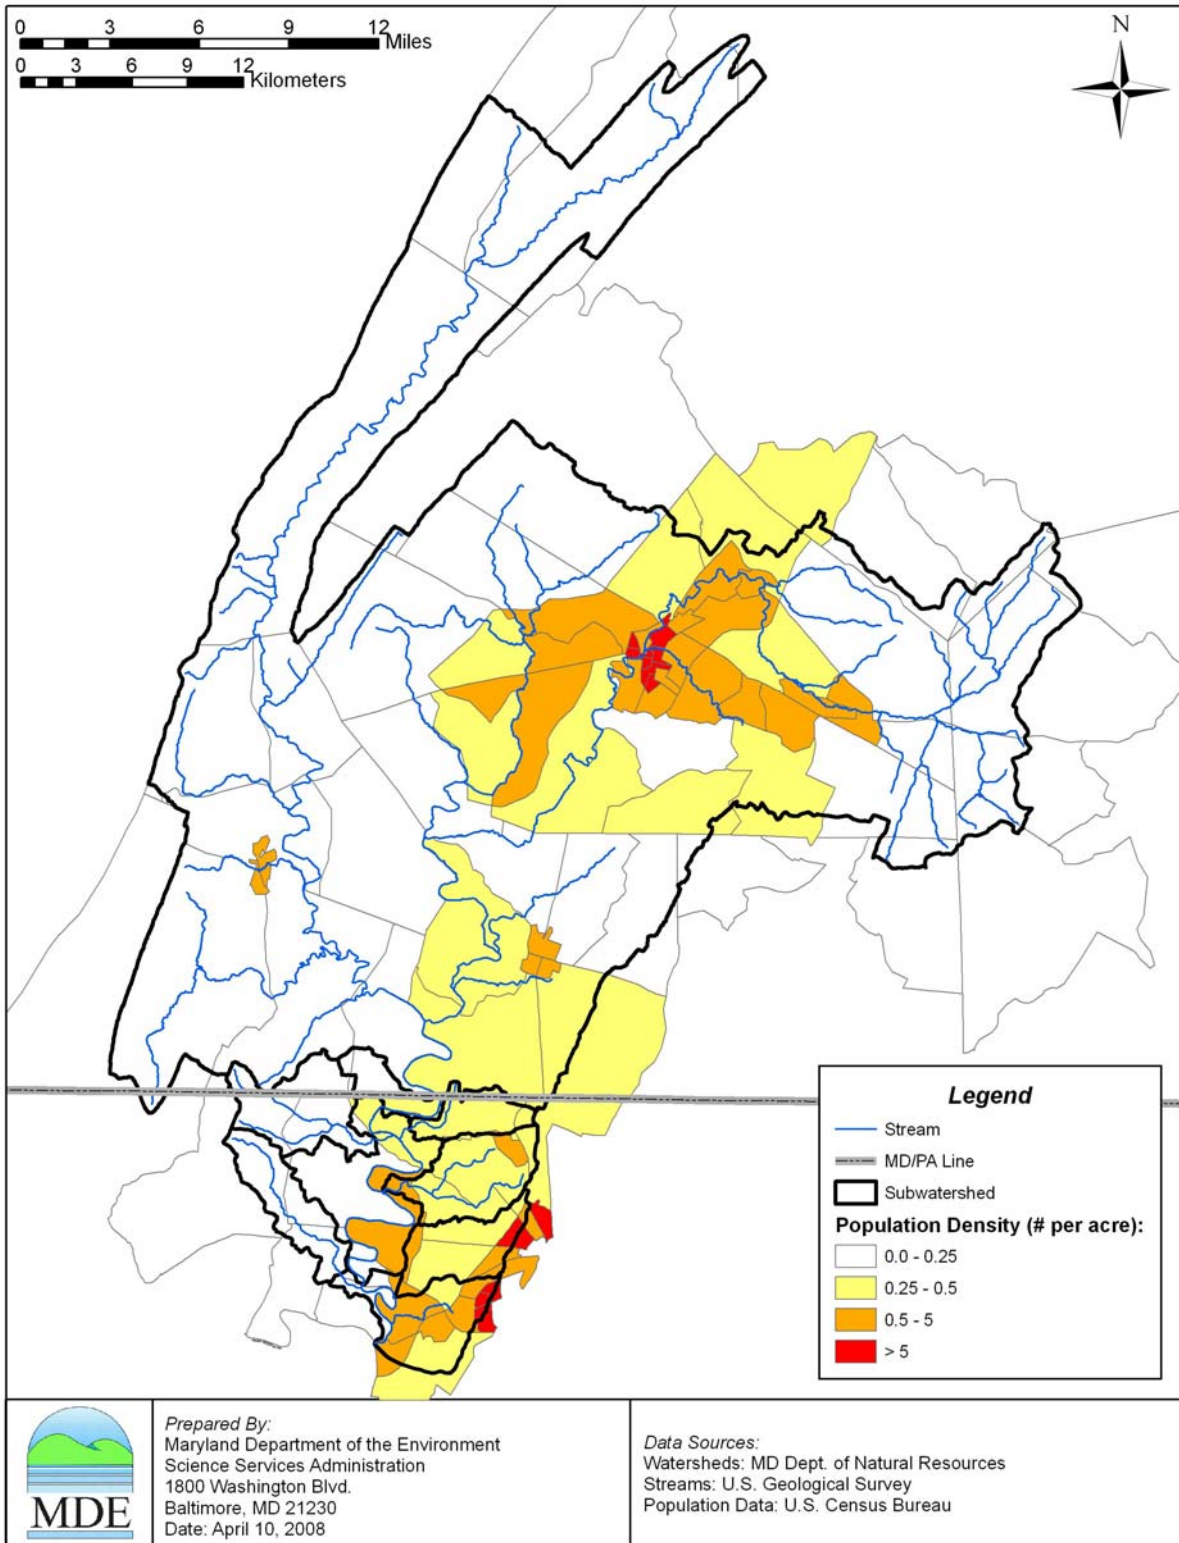 0 3 6 9 12
Miles
0 3 6 9 12
Kilometers
N
Legend
Stream
MD/PA Line
Subwatershed
Population Density (# per acre):
0.0 - 0.25
0.25 - 0.5
0.5 - 5
> 5
MDE
Prepared By:
Maryland Department of the Environment
Science Services Administration
1800 Washington Blvd.
Baltimore, MD 21230
Date: April 10, 2008
Data Sources:
Watersheds: MD Dept. of Natural Resources
Streams: U.S. Geological Survey
Population Data: U.S. Census Bureau